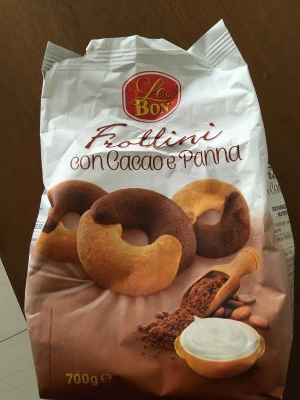 Le
BON
Frollini
con Cacao e Panna
700g e